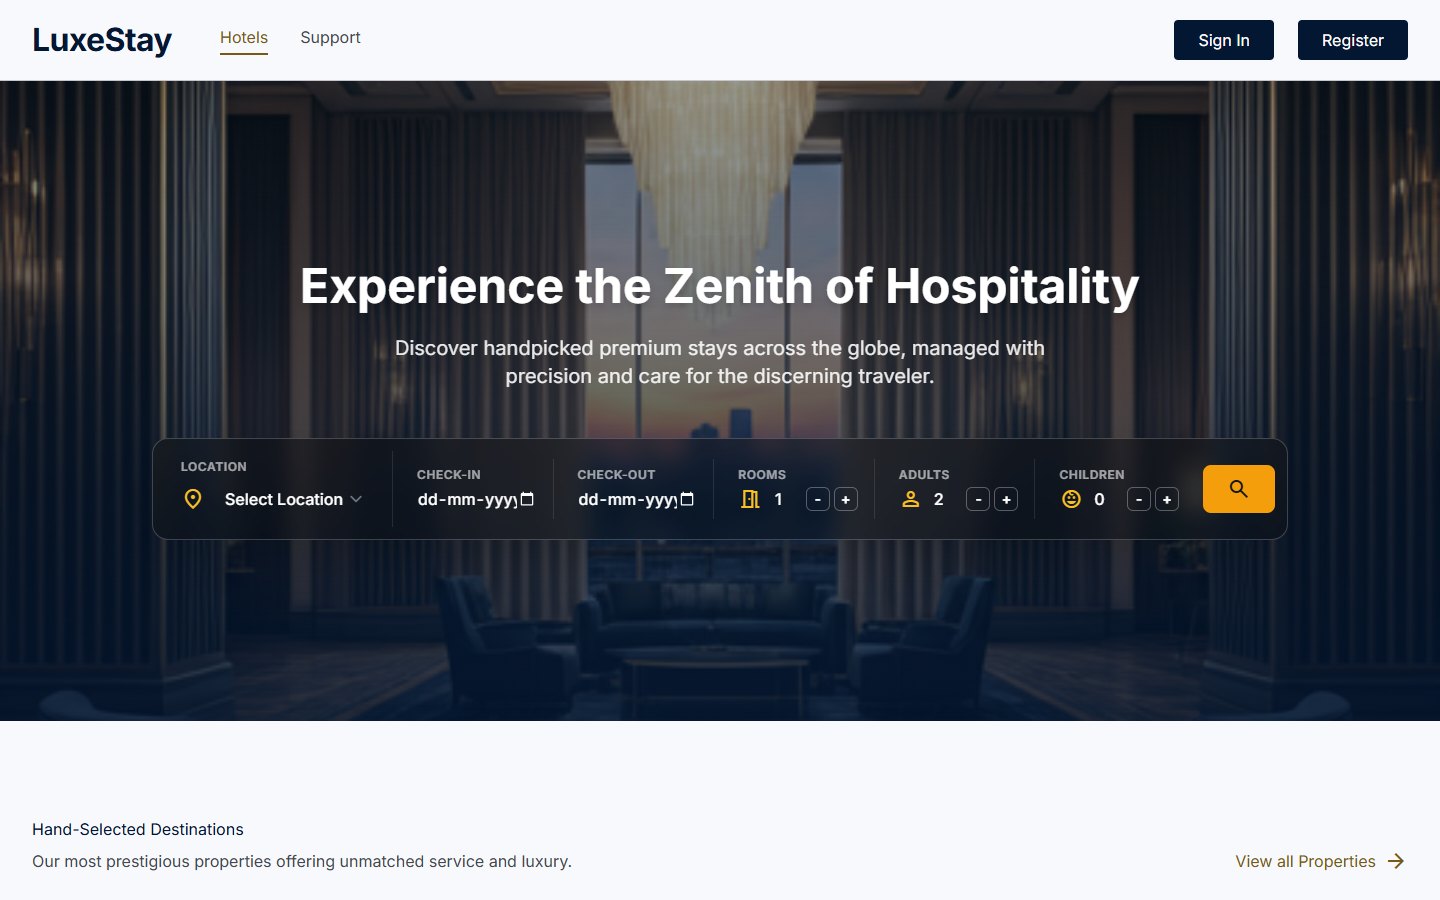 LuxeStay
Hotels
Support
Sign In
Register
Experience the Zenith of Hospitality
Discover handpicked premium stays across the globe, managed with
precision and care for the discerning traveler.
LOCATION
Select Location
CHECK-IN
dd-mm-yyyy
CHECK-OUT
dd-mm-yyyy
ROOMS
1 - +
ADULTS
2 - +
CHILDREN
0 - +
Hand-Selected Destinations
Our most prestigious properties offering unmatched service and luxury.
View all Properties